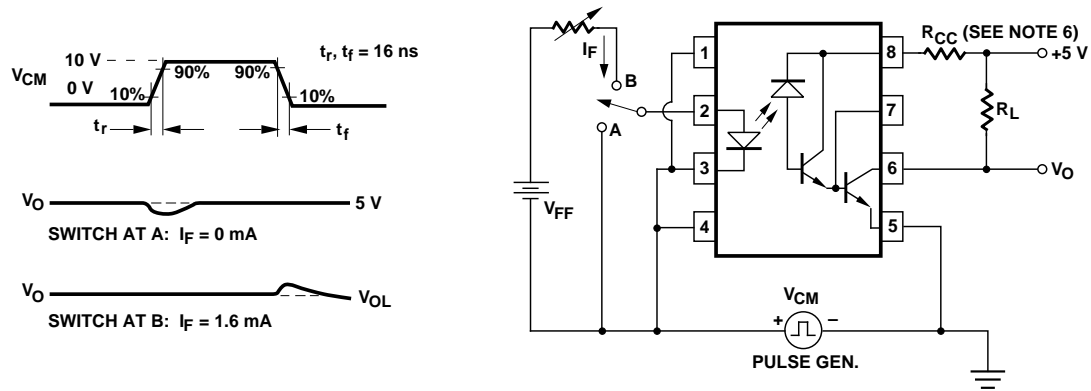 10 V
t_r, t_f = 16 ns
V_CM
90%
90%
0 V
10%
10%
t_r
t_f
V_O
5 V
SWITCH AT A: I_F = 0 mA
V_O
V_OL
SWITCH AT B: I_F = 1.6 mA
I_F
B
A
V_FF
1
2
3
4
8
7
6
5
R_CC (SEE NOTE 6)
+5 V
R_L
V_O
V_CM
+
–
PULSE GEN.